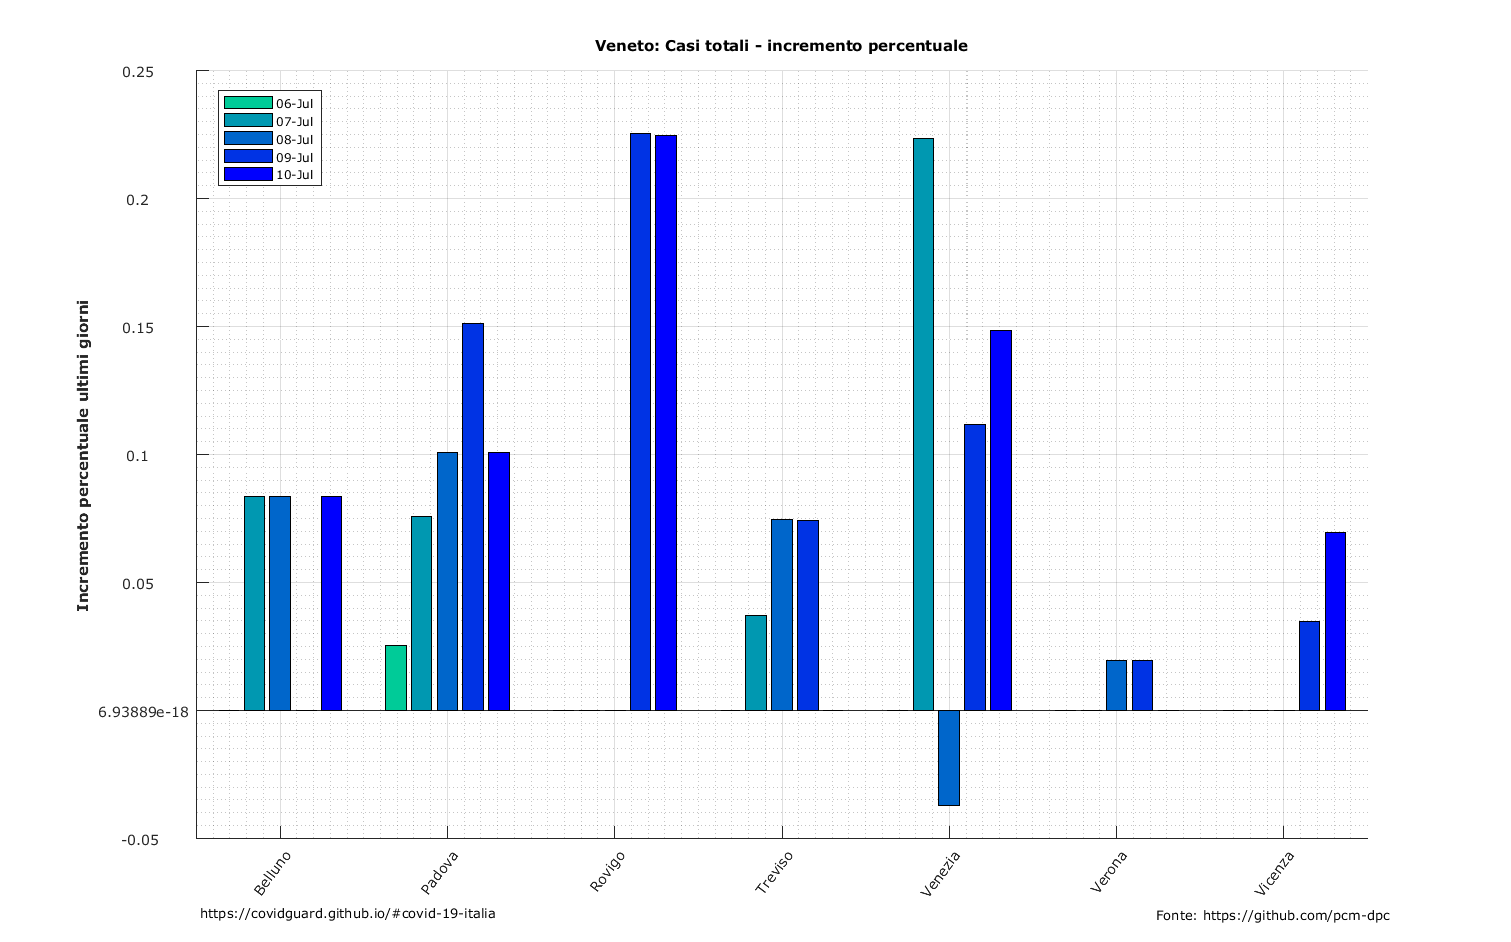 Veneto: Casi totali - incremento percentuale
0.25
0.2
0.15
0.1
0.05
6.93889e-18
-0.05
Incremento percentuale ultimi giorni
06-Jul
07-Jul
08-Jul
09-Jul
10-Jul
Belluno
Padova
Rovigo
Treviso
Venezia
Verona
Vicenza
https://covidguard.github.io/#covid-19-italia
Fonte: https://github.com/pcm-dpc